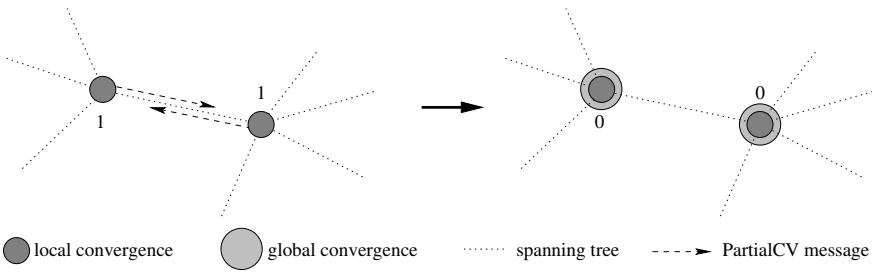 1
1
0
0
local convergence
global convergence
spanning tree
PartialCV message